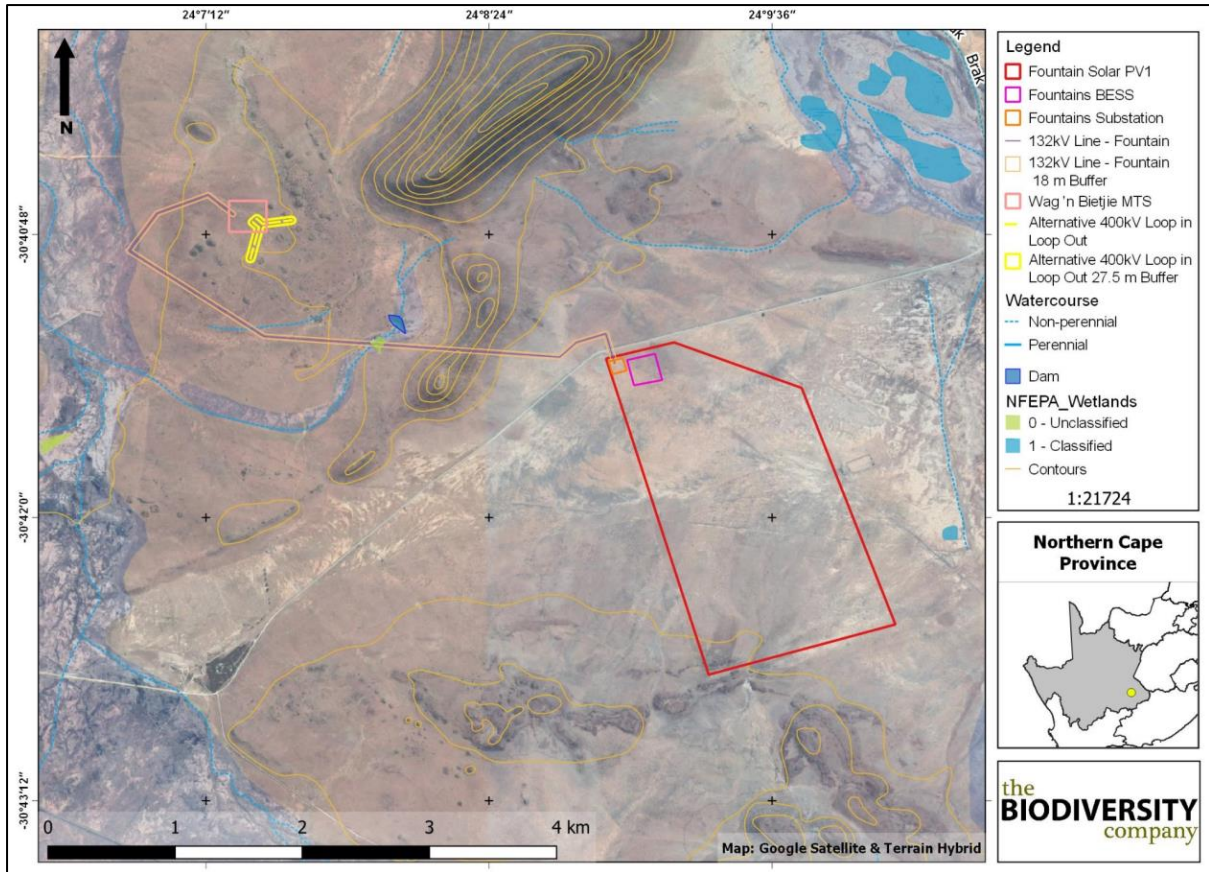 24°7'12"
24°8'24"
24°9'36"
-30°40'48"
-30°42'0"
-30°43'12"
N
Brak
0
1
2
3
4 km
Map: Google Satellite & Terrain Hybrid
Legend
Fountain Solar PV1
Fountains BESS
Fountains Substation
132kV Line - Fountain
132kV Line - Fountain
18 m Buffer
Wag 'n Bietjie MTS
Alternative 400kV Loop in
Loop Out
Alternative 400kV Loop in
Loop Out 27.5 m Buffer
Watercourse
Non-perennial
Perennial
Dam
NFEPA_Wetlands
0 - Unclassified
1 - Classified
Contours
1:21724
Northern Cape
Province
the
BIODIVERSITY
company